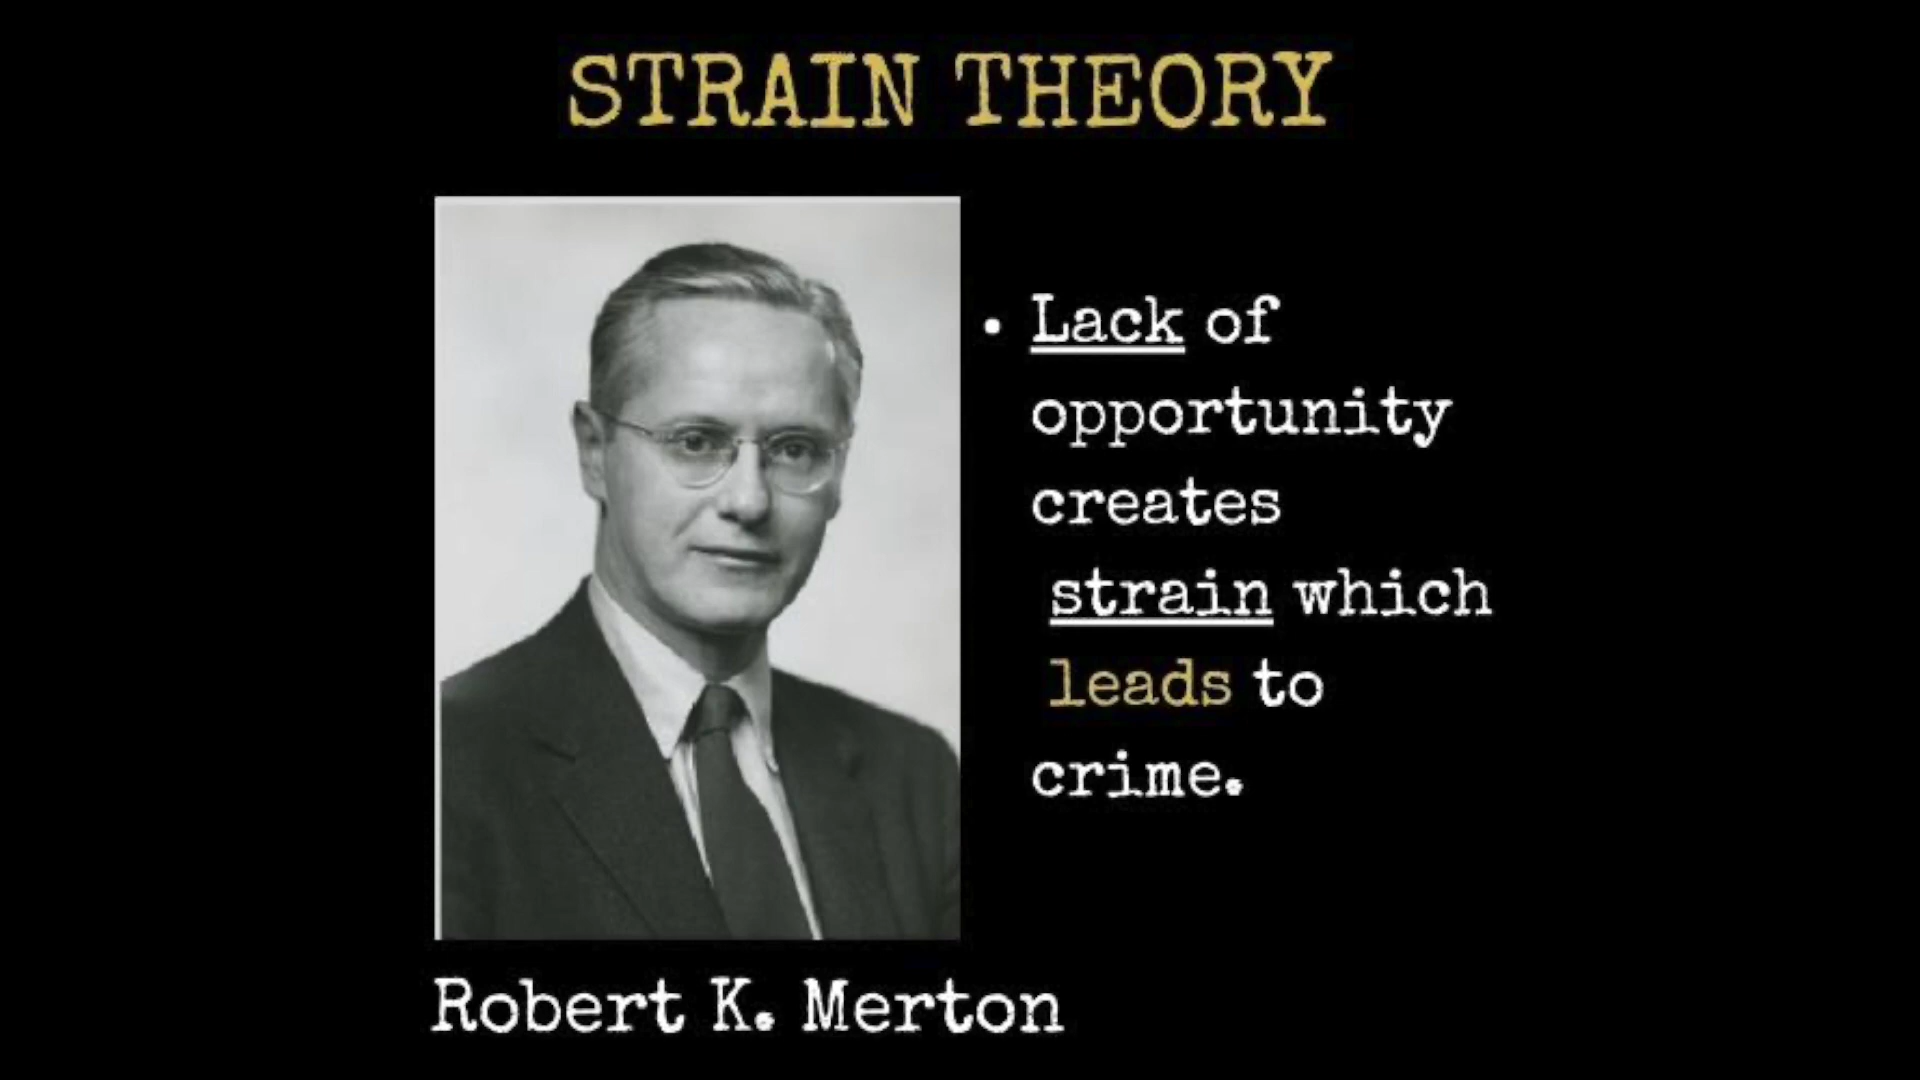 STRAIN THEORY
• Lack of
opportunity
creates
strain which
leads to
crime.
Robert K. Merton